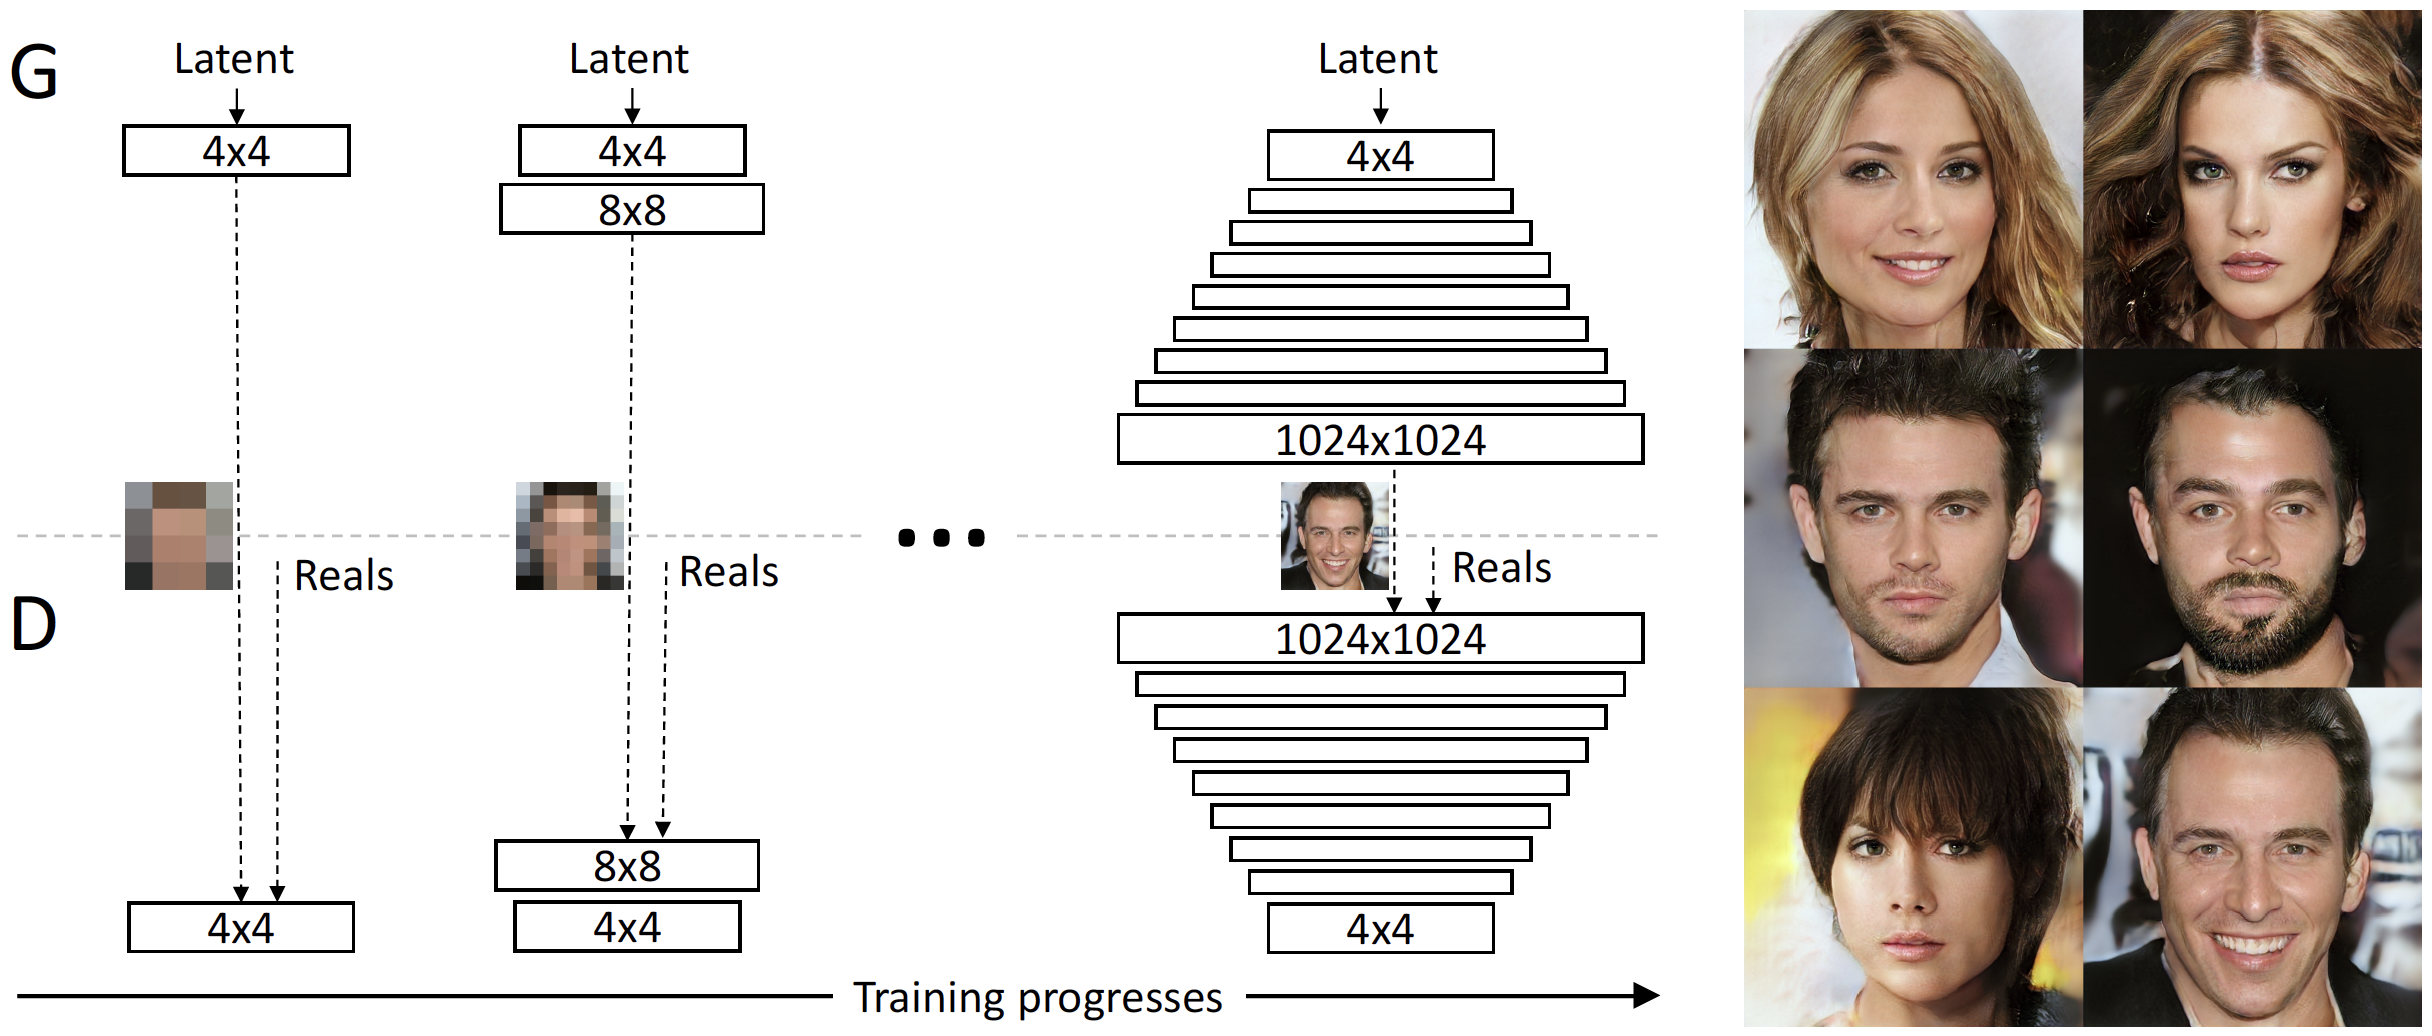 G
Latent
Latent
Latent
4x4
4x4
4x4
8x8
1024x1024
Reals
Reals
Reals
D
1024x1024
8x8
4x4
4x4
4x4
Training progresses